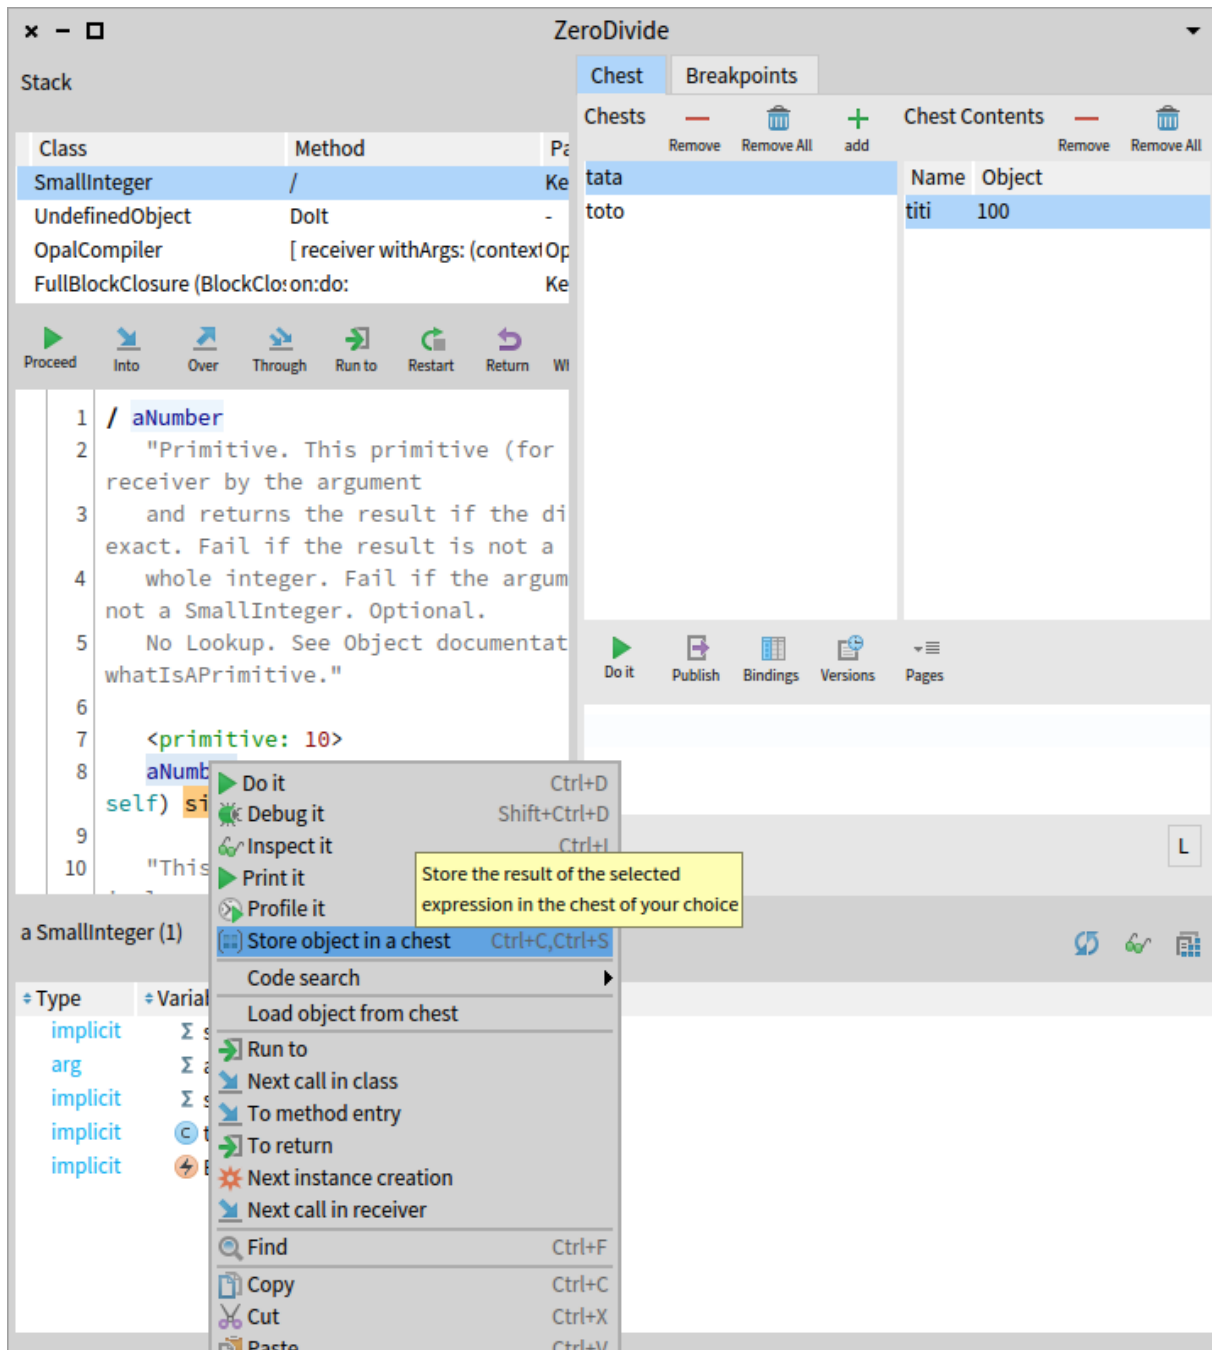 ZeroDivide
Stack
Class Method Pa
SmallInteger / Ke
UndefinedObject DoIt -
OpalCompiler [ receiver withArgs: (context Op
FullBlockClosure (BlockClos on:do: Ke
Proceed Into Over Through Run to Restart Return Wh
Chest Breakpoints
Chests Remove Remove All add
tata
toto
Chest Contents Remove Remove All
Name Object
titi 100
Do it Publish Bindings Versions Pages
L
1 / aNumber
2 "Primitive. This primitive (for
receiver by the argument
3 and returns the result if the di
exact. Fail if the result is not a
4 whole integer. Fail if the argum
not a SmallInteger. Optional.
5 No Lookup. See Object documentat
whatIsAPrimitive."
6
7 <primitive: 10>
8 aNumb
self) si
9
10 "This
Do it Ctrl+D
Debug it Shift+Ctrl+D
Inspect it Ctrl+I
Print it
Profile it
Store object in a chest Ctrl+C,Ctrl+S
Code search
Load object from chest
Run to
Next call in class
To method entry
To return
Next instance creation
Next call in receiver
Find Ctrl+F
Copy Ctrl+C
Cut Ctrl+X
Paste Ctrl+V
Store the result of the selected
expression in the chest of your choice
a SmallInteger (1)
Type Varial
implicit s
arg a
implicit s
implicit t
implicit